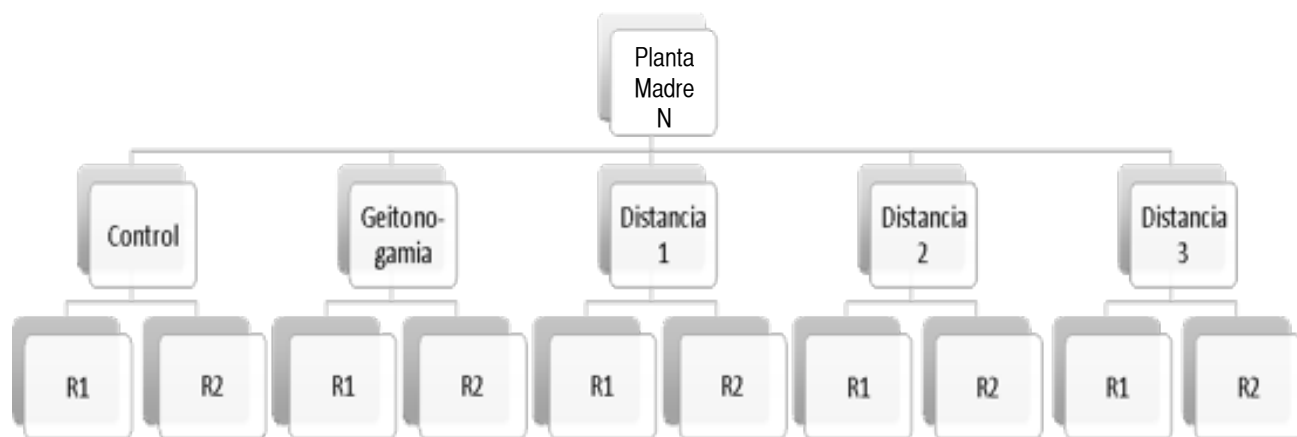 Planta
Madre
N
Control
Geitono-
gamia
Distancia
1
Distancia
2
Distancia
3
R1
R2
R1
R2
R1
R2
R1
R2
R1
R2